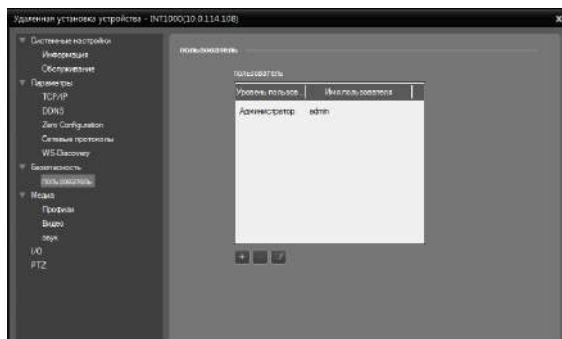 Удаленная установка устройства - INT1000(10.0.114.108)
X
Системные настройки
Информация
Обслуживание
Параметры
TCP/IP
DDNS
Zero Configuration
Сетевые протоколы
WS-Discovery
Безопасность
пользователь
Медиа
Профили
Видео
звук
I/O
PTZ
пользователь
пользователь
Уровень пользов... Имя пользователя
Администратор admin